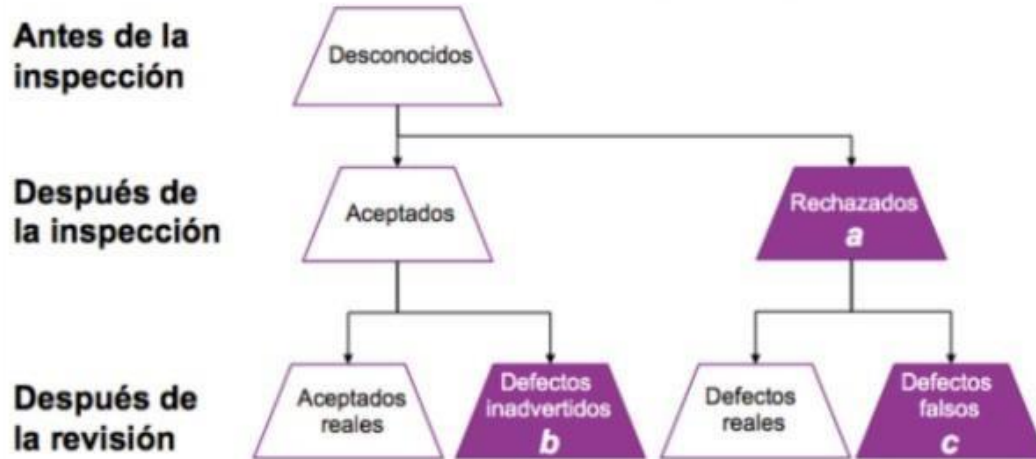 Antes de la
inspección
Desconocidos
Después de
la inspección
Aceptados
Rechazados
a
Después de
la revisión
Aceptados
reales
Defectos
inadvertidos
b
Defectos
reales
Defectos
falsos
c